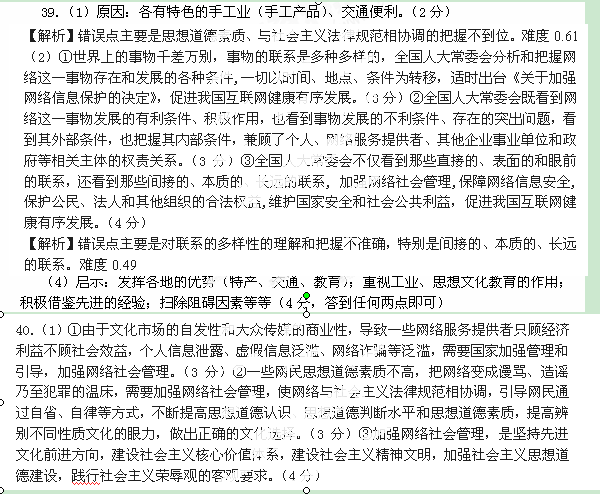 39.（1）原因：各有特色的手工业（手工产品）、交通便利。（2分）
【解析】错误点主要是思想道德素质、与社会主义法律规范相协调的把握不到位。难度 0.61
（2）①世界上的事物千差万别，事物的联系是多种多样的，全国人大常委会分析和把握网
络这一事物存在和发展的各种条件,一切以时间、地点、条件为转移，适时出台《关于加强
网络信息保护的决定》，促进我国互联网健康有序发展。（3分）②全国人大常委会既看到网
络这一事物发展的有利条件、积极作用，也看到事物发展的不利条件、存在的突出问题，看
到其外部条件，也把握其内部条件，兼顾了个人、网络服务提供者、其他企业事业单位和政
府等相关主体的权责关系。（3 分）③全国人大常委会不仅看到那些直接的、表面的和眼前
的联系，还看到那些间接的、本质的、长远的联系，加强网络社会管理,保障网络信息安全,
保护公民、法人和其他组织的合法权益,维护国家安全和社会公共利益，促进我国互联网健
康有序发展。（4分）
【解析】错误点主要是对联系的多样性的理解和把握不准确，特别是间接的、本质的、长远
的联系。难度 0.49
（4）启示：发挥各地的优势（特产、交通、教育）；重视工业、思想文化教育的作用；
积极借鉴先进的经验；扫除阻碍因素等等（4分，答到任何两点即可）
40.（1）①由于文化市场的自发性和大众传媒的商业性，导致一些网络服务提供者只顾经济
利益不顾社会效益，个人信息泄露、虚假信息泛滥、网络诈骗等泛滥，需要国家加强管理和
引导，加强网络社会管理。（3 分）②一些网民思想道德素质不高，把网络变成谩骂、造谣
乃至犯罪的温床，需要加强网络社会管理，使网络与社会主义法律规范相协调，引导网民通
过自省、自律等方式，不断提高思想道德认识、思想道德判断水平和思想道德素质，提高辨
别不同性质文化的眼力，做出正确的文化选择。（3 分）③加强网络社会管理，是坚持先进
文化前进方向，建设社会主义核心价值体系，建设社会主义精神文明，加强社会主义思想道
德建设，践行社会主义荣辱观的客观要求。（4分）